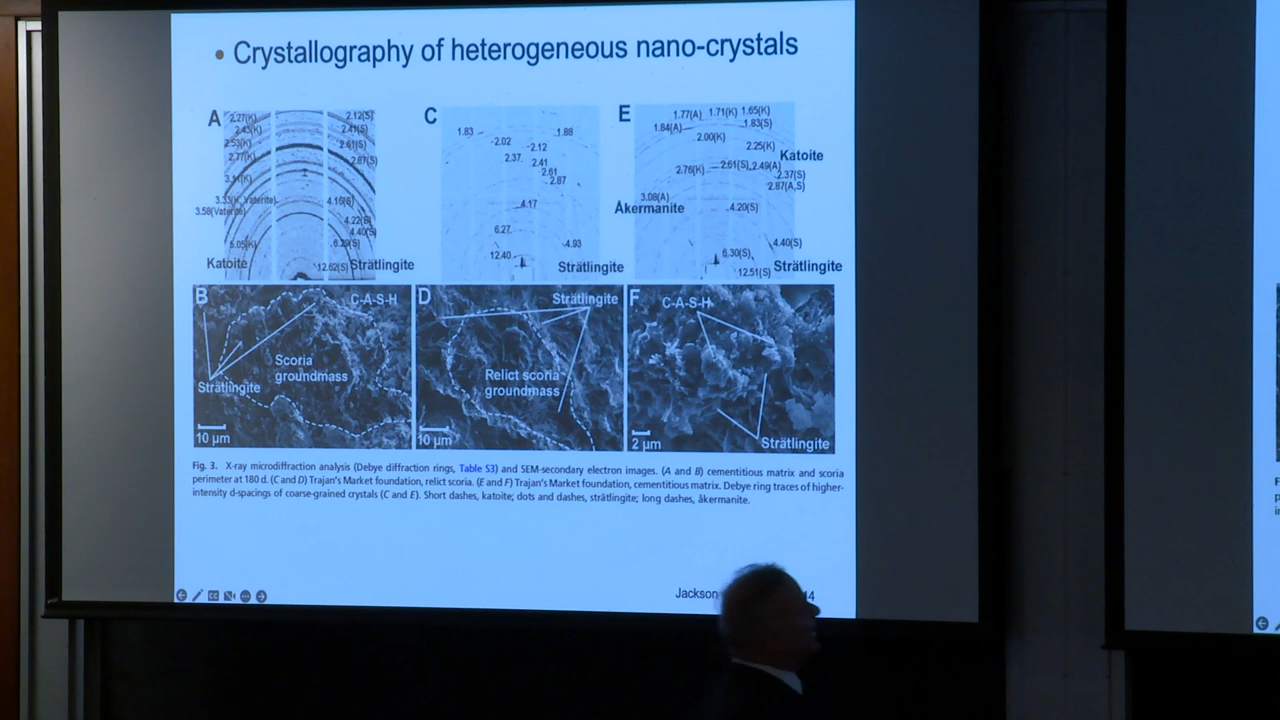 • Crystallography of heterogeneous nano-crystals
A
2.27(K)
2.45(K)
2.53(K)
2.77(K)
3.11(K)
3.33(K, Vaterite)
3.58(Vaterite)
5.05(K)
Katoite
2.12(S)
2.41(S)
2.61(S)
2.87(S)
4.16(S)
4.22(S)
4.40(S)
6.29(S)
12.62(S) Strätlingite
C
1.83
1.88
2.02
2.12
2.37
2.41
2.61
2.87
4.17
6.27
4.93
12.40
Strätlingite
E
1.77(A) 1.71(K) 1.65(K)
1.84(A)
1.83(S)
2.00(K)
2.25(K)
Katoite
2.76(K)
2.61(S)
2.49(A)
2.37(S)
2.87(A,S)
3.08(A)
Åkermanite
4.20(S)
4.40(S)
6.30(S)
12.51(S) Strätlingite
B
C-A-S-H
Scoria
groundmass
Strätlingite
10 µm
D
Strätlingite
Relict scoria
groundmass
10 µm
F
C-A-S-H
Strätlingite
2 µm
Fig. 3. X-ray microdiffraction analysis (Debye diffraction rings, Table S3) and SEM-secondary electron images. (A and B) cementitious matrix and scoria
perimeter at 180 d. (C and D) Trajan's Market foundation, relict scoria. (E and F) Trajan's Market foundation, cementitious matrix. Debye ring traces of higher-
intensity d-spacings of coarse-grained crystals (C and E). Short dashes, katoite; dots and dashes, strätlingite; long dashes, åkermanite.
Jackson